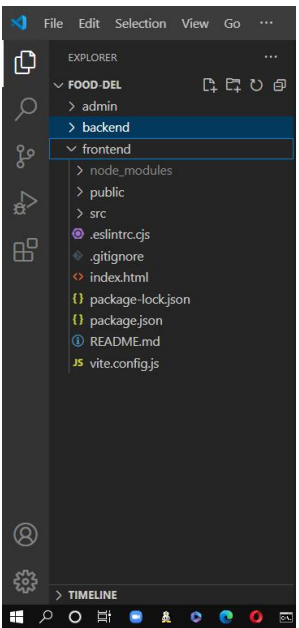 File Edit Selection View Go ...
EXPLORER ...
FOOD-DEL
admin
backend
frontend
node_modules
public
src
.eslintrc.cjs
.gitignore
index.html
{} package-lock.json
{} package.json
README.md
JS vite.config.js
TIMELINE